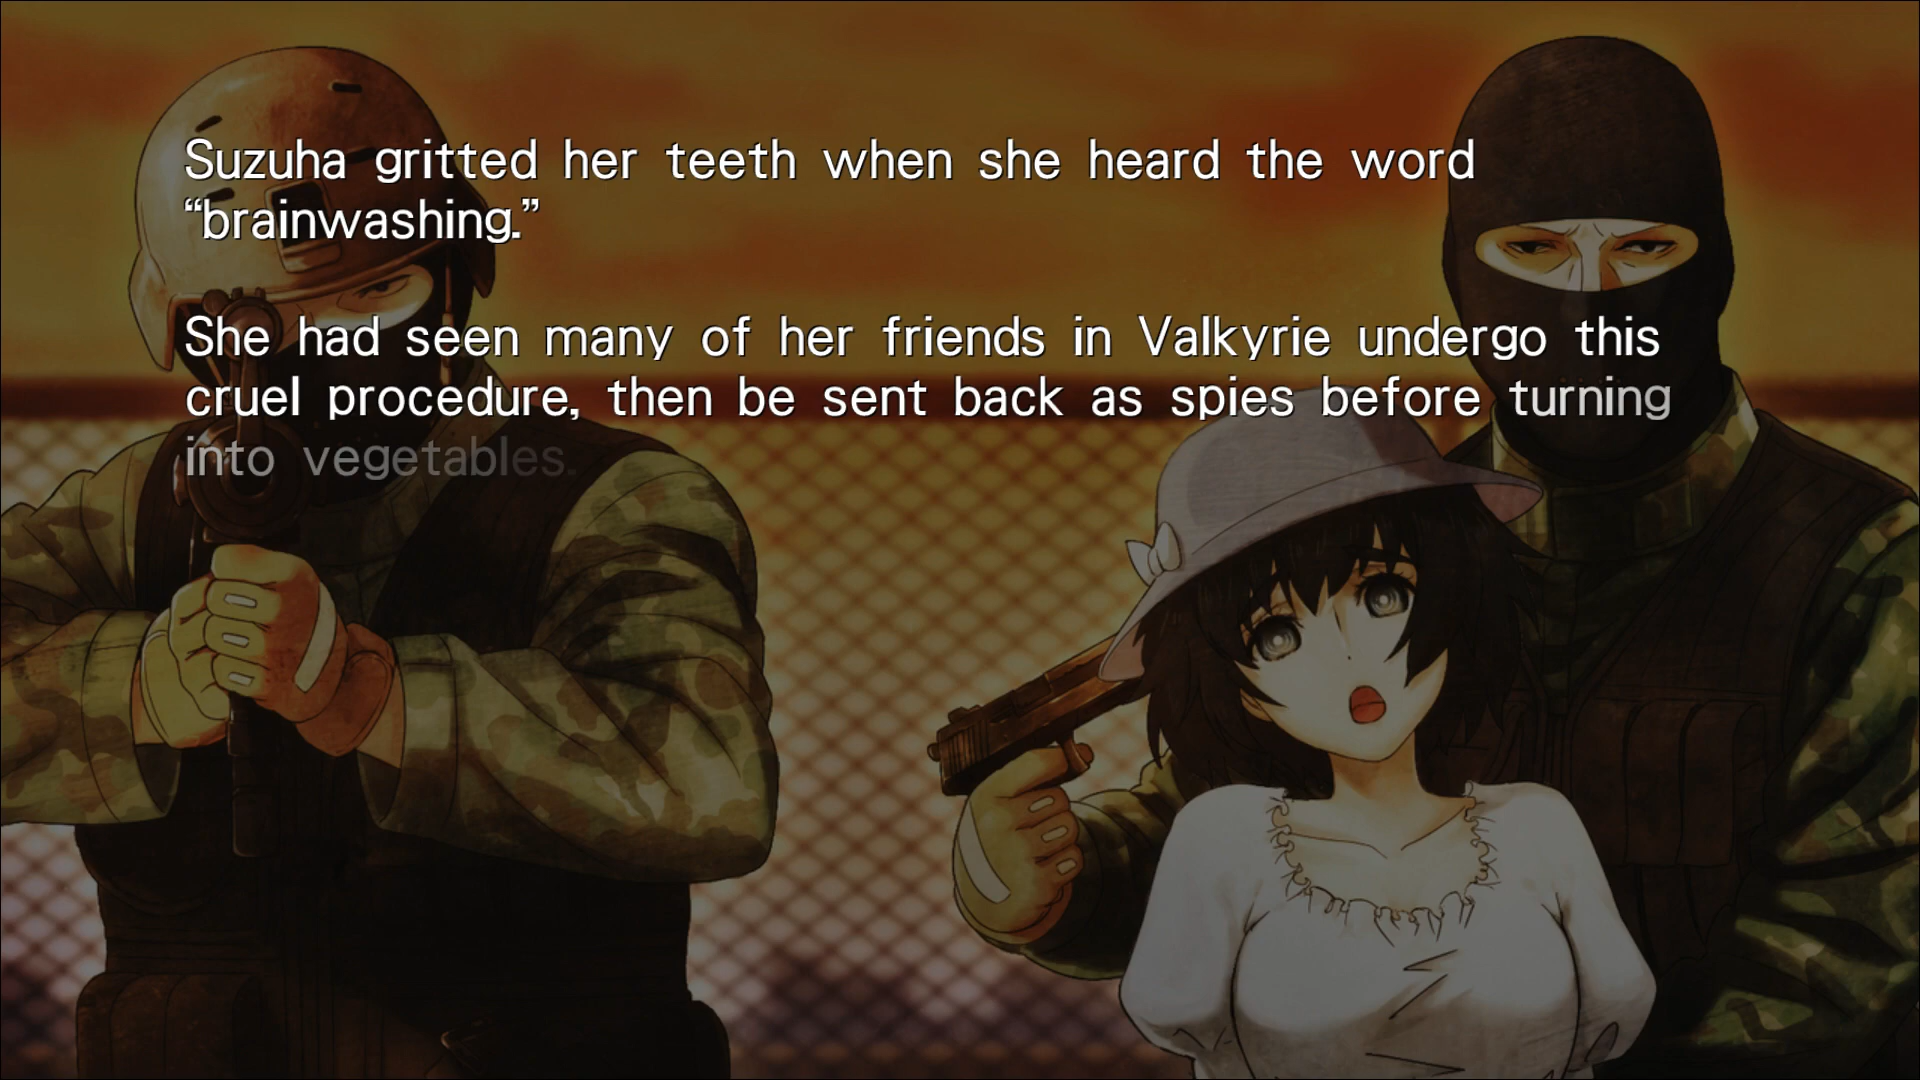 Suzuha gritted her teeth when she heard the word
“brainwashing.”
She had seen many of her friends in Valkyrie undergo this
cruel procedure, then be sent back as spies before turning
into vegetables.